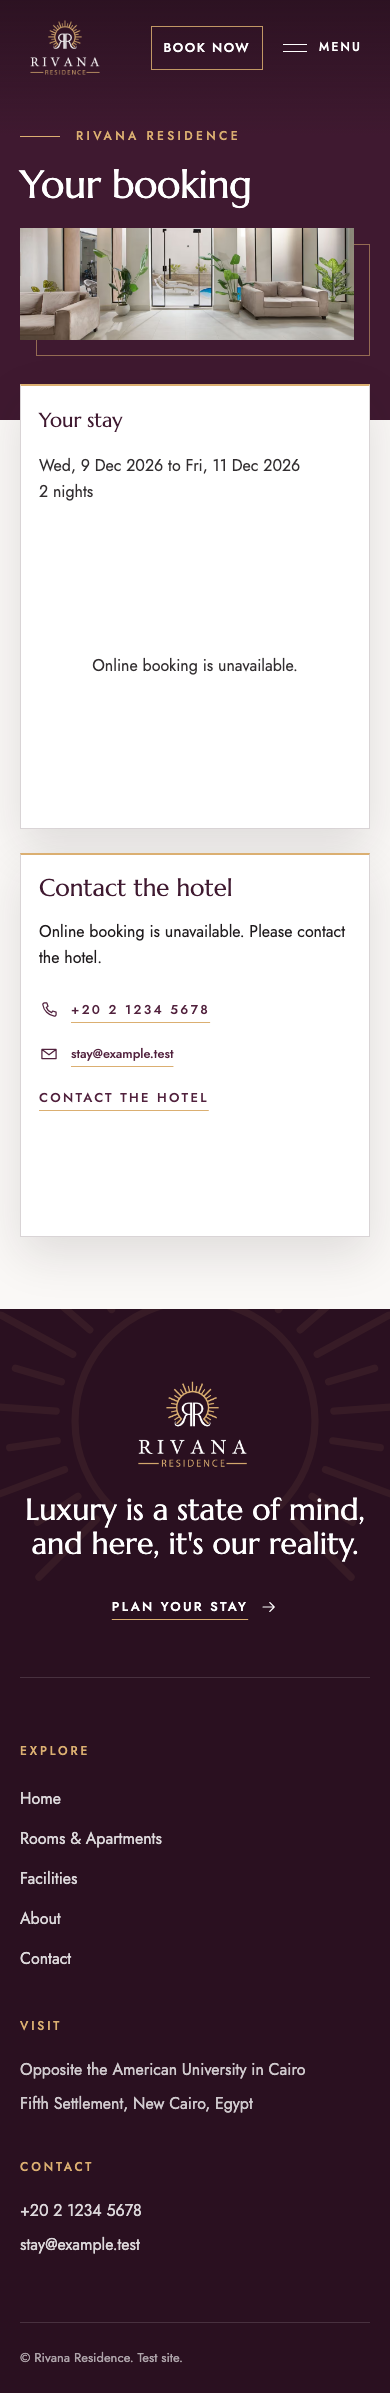 RIVANA
RESIDENCE
BOOK NOW
MENU
RIVANA RESIDENCE
Your booking
Your stay
Wed, 9 Dec 2026 to Fri, 11 Dec 2026
2 nights
Online booking is unavailable.
Contact the hotel
Online booking is unavailable. Please contact
the hotel.
+20 2 1234 5678
stay@example.test
CONTACT THE HOTEL
RIVANA
RESIDENCE
Luxury is a state of mind,
and here, it's our reality.
PLAN YOUR STAY
EXPLORE
Home
Rooms & Apartments
Facilities
About
Contact
VISIT
Opposite the American University in Cairo
Fifth Settlement, New Cairo, Egypt
CONTACT
+20 2 1234 5678
stay@example.test
© Rivana Residence. Test site.